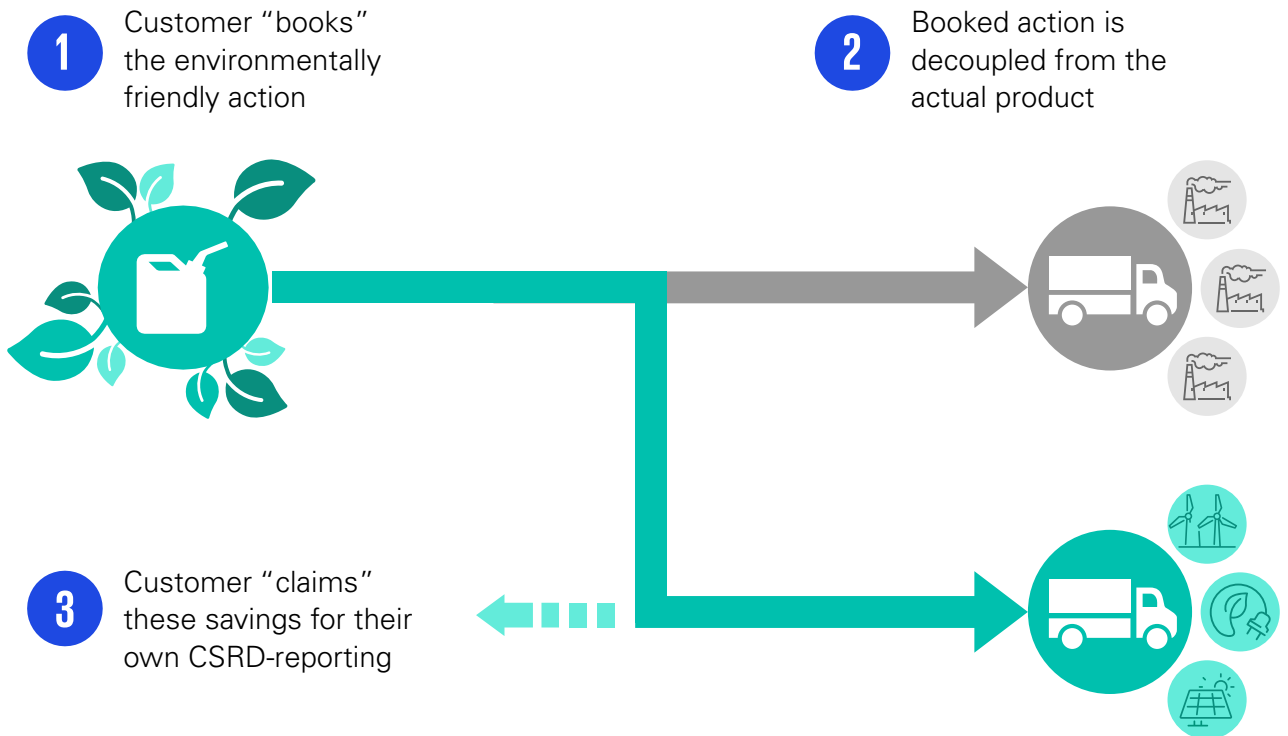 1
Customer “books”
the environmentally
friendly action
2
Booked action is
decoupled from the
actual product
3
Customer “claims”
these savings for their
own CSRD-reporting